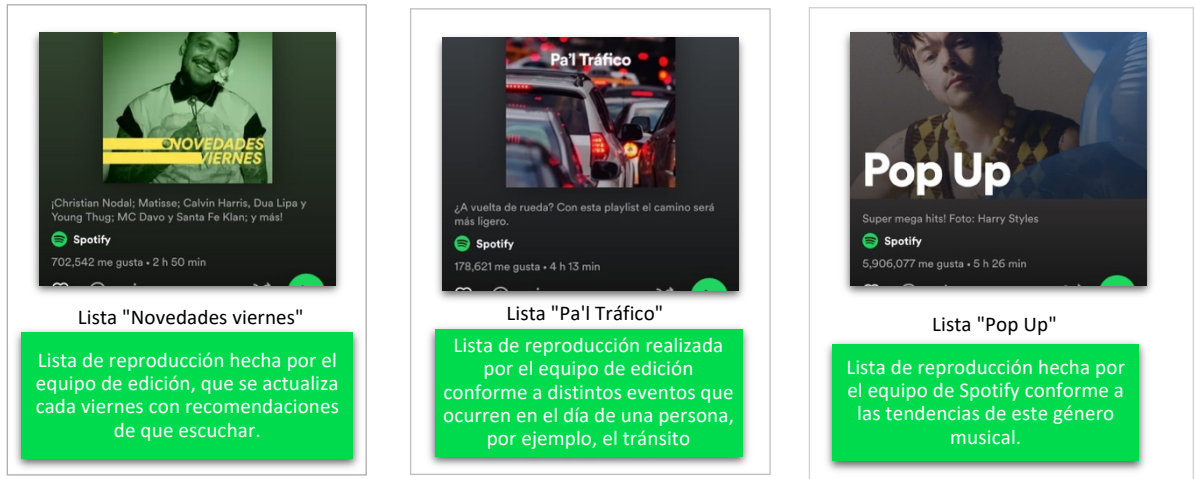 NOVEDADES
VIERNES
¡Christian Nodal; Matisse; Calvin Harris, Dua Lipa y
Young Thug; MC Davo y Santa Fe Klan; y más!
Spotify
702,542 me gusta • 2 h 50 min
Lista "Novedades viernes"
Lista de reproducción hecha por el
equipo de edición, que se actualiza
cada viernes con recomendaciones
de que escuchar.
Pa'l Tráfico
¿A vuelta de rueda? Con esta playlist el camino será
más ligero.
Spotify
178,621 me gusta • 4 h 13 min
Lista "Pa'l Tráfico"
Lista de reproducción realizada
por el equipo de edición
conforme a distintos eventos que
ocurren en el día de una persona,
por ejemplo, el tránsito
Pop Up
Super mega hits! Foto: Harry Styles
Spotify
5,906,077 me gusta • 5 h 26 min
Lista "Pop Up"
Lista de reproducción hecha por
el equipo de Spotify conforme a
las tendencias de este género
musical.